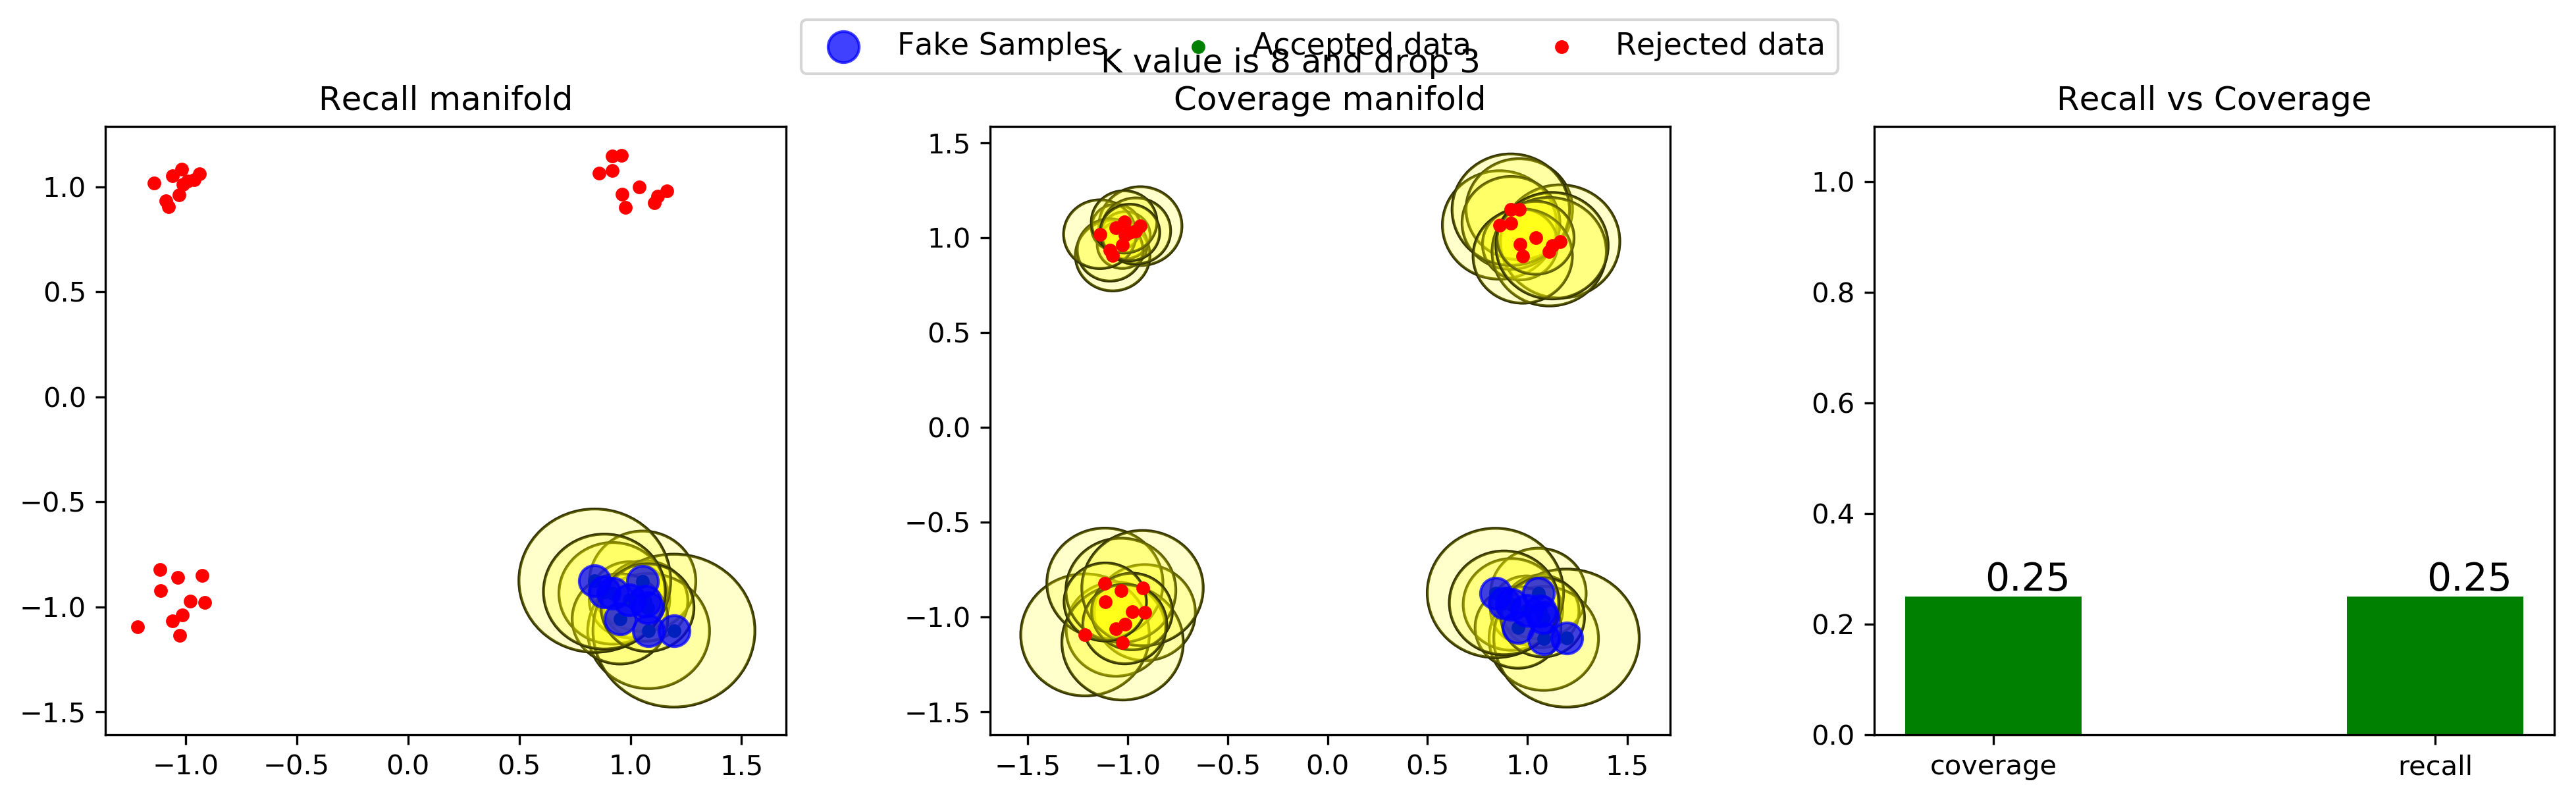 Fake Samples Accepted data Rejected data
K value is 8 and drop 3
Recall manifold
1.0
0.5
0.0
−0.5
−1.0
−1.5
−1.0 −0.5 0.0 0.5 1.0 1.5
Coverage manifold
1.5
1.0
0.5
0.0
−0.5
−1.0
−1.5
−1.5 −1.0 −0.5 0.0 0.5 1.0 1.5
Recall vs Coverage
1.0
0.8
0.6
0.4
0.2
0.0
0.25 0.25
coverage recall